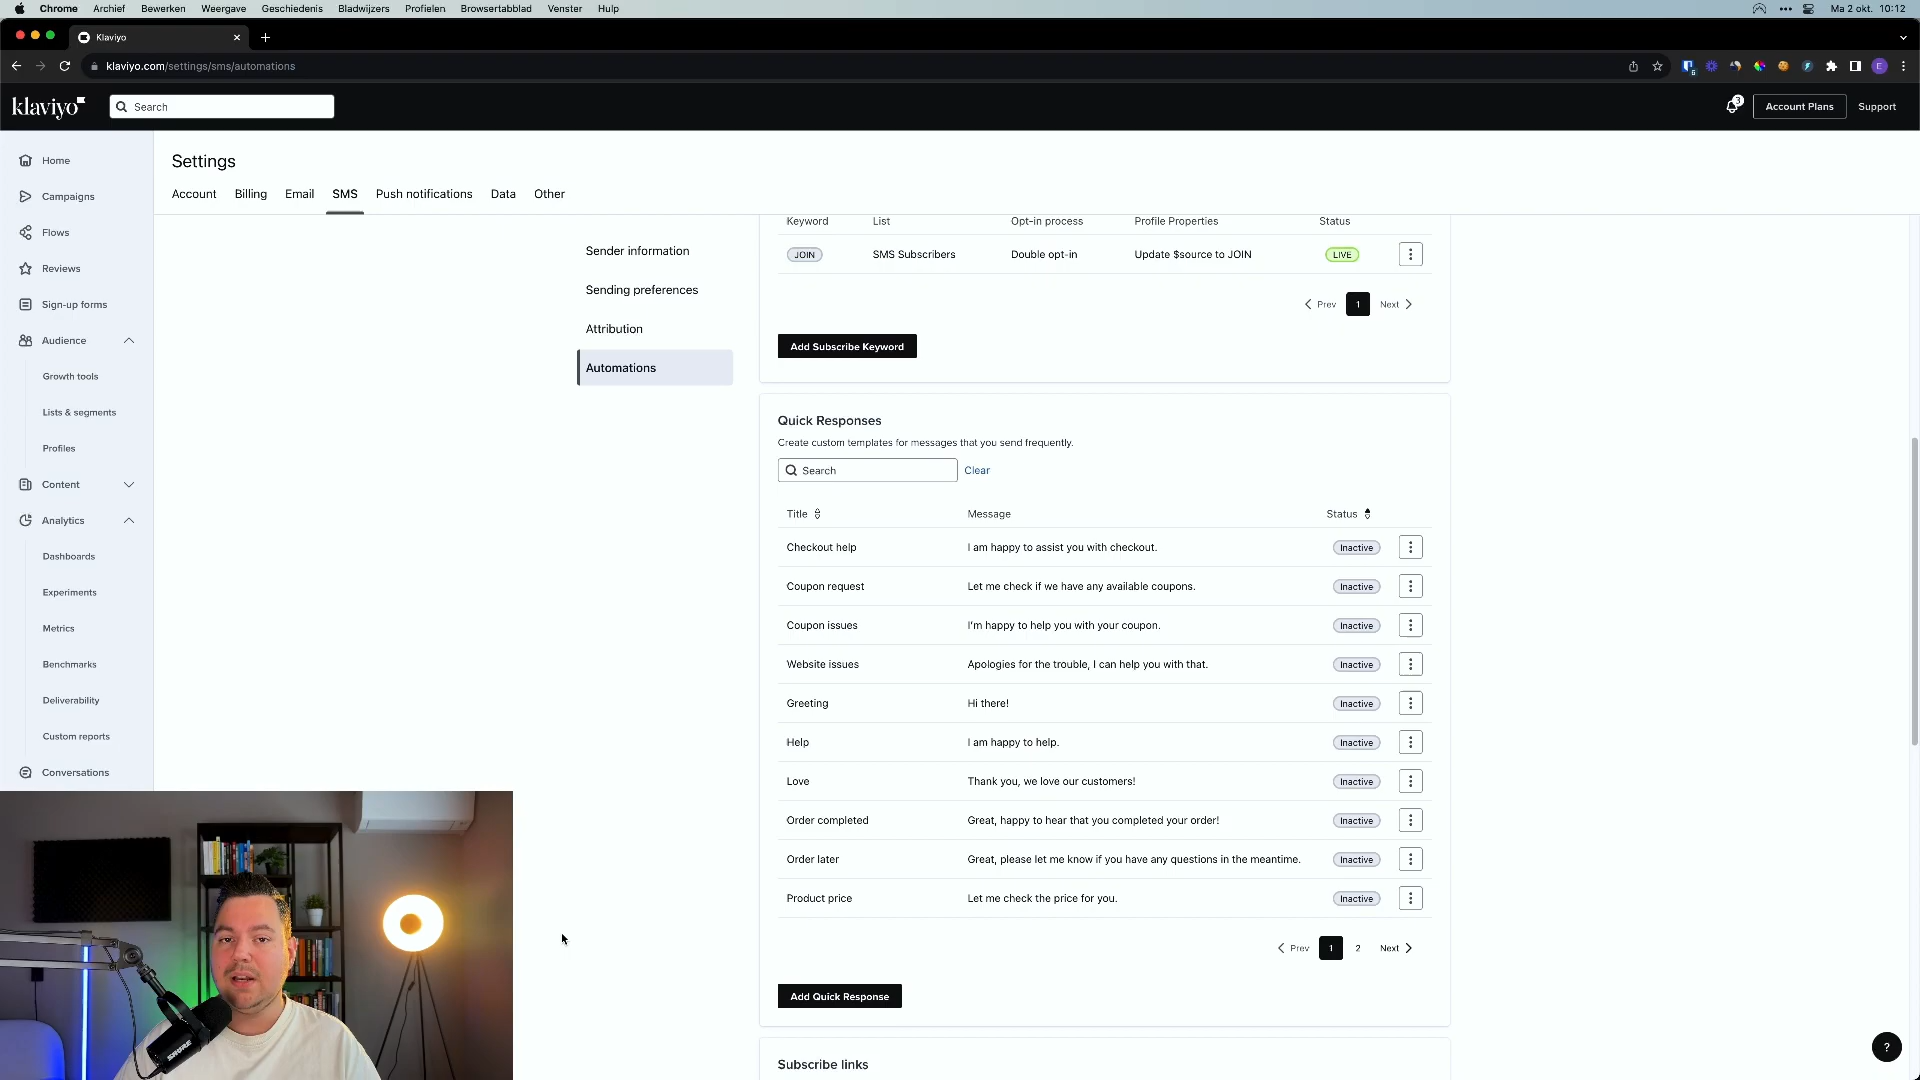 Chrome Archief Bewerken Weergave Geschiedenis Bladwijzers Profielen Browsertabblad Venster Hulp Ma 2 okt. 10:12
Klaviyo
klaviyo.com/settings/sms/automations
klaviyo Search 3 Account Plans Support
Home
Campaigns
Flows
Reviews
Sign-up forms
Audience
Growth tools
Lists & segments
Profiles
Content
Analytics
Dashboards
Experiments
Metrics
Benchmarks
Deliverability
Custom reports
Conversations
Settings
Account Billing Email SMS Push notifications Data Other
Sender information
Sending preferences
Attribution
Automations
Keyword List Opt-in process Profile Properties Status
JOIN SMS Subscribers Double opt-in Update $source to JOIN LIVE
Prev 1 Next
Add Subscribe Keyword
Quick Responses
Create custom templates for messages that you send frequently.
Search Clear
Title Message Status
Checkout help I am happy to assist you with checkout. Inactive
Coupon request Let me check if we have any available coupons. Inactive
Coupon issues I'm happy to help you with your coupon. Inactive
Website issues Apologies for the trouble, I can help you with that. Inactive
Greeting Hi there! Inactive
Help I am happy to help. Inactive
Love Thank you, we love our customers! Inactive
Order completed Great, happy to hear that you completed your order! Inactive
Order later Great, please let me know if you have any questions in the meantime. Inactive
Product price Let me check the price for you. Inactive
Prev 1 2 Next
Add Quick Response
Subscribe links
?
SHURE